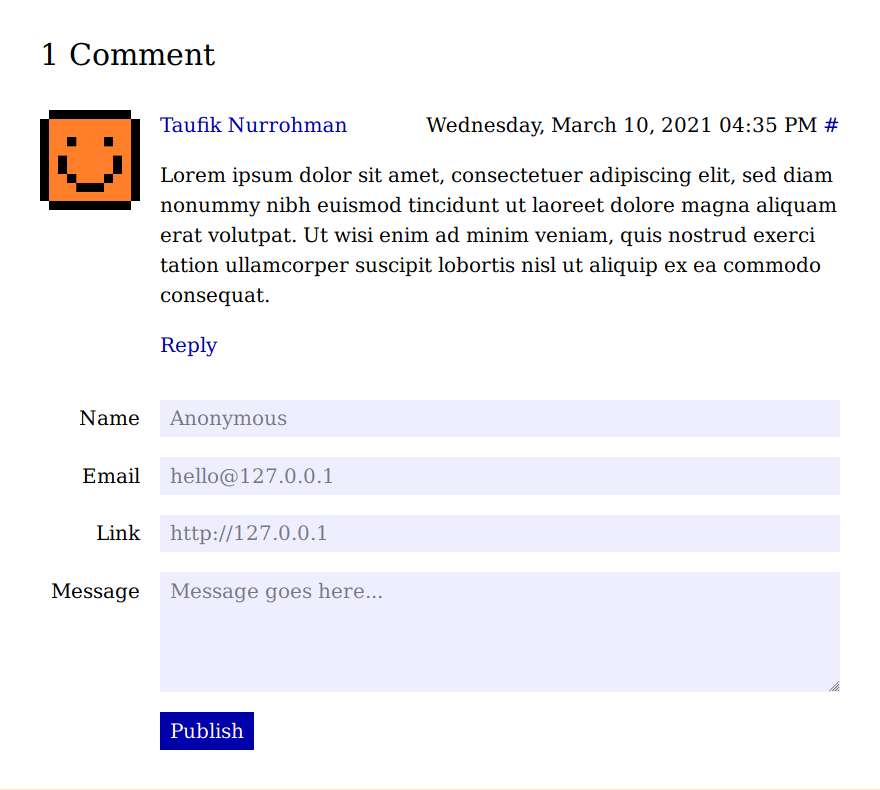 1 Comment
Taufik Nurrohman Wednesday, March 10, 2021 04:35 PM #
Lorem ipsum dolor sit amet, consectetuer adipiscing elit, sed diam
nonummy nibh euismod tincidunt ut laoreet dolore magna aliquam
erat volutpat. Ut wisi enim ad minim veniam, quis nostrud exerci
tation ullamcorper suscipit lobortis nisl ut aliquip ex ea commodo
consequat.
Reply
Name Anonymous
Email hello@127.0.0.1
Link http://127.0.0.1
Message Message goes here...
Publish